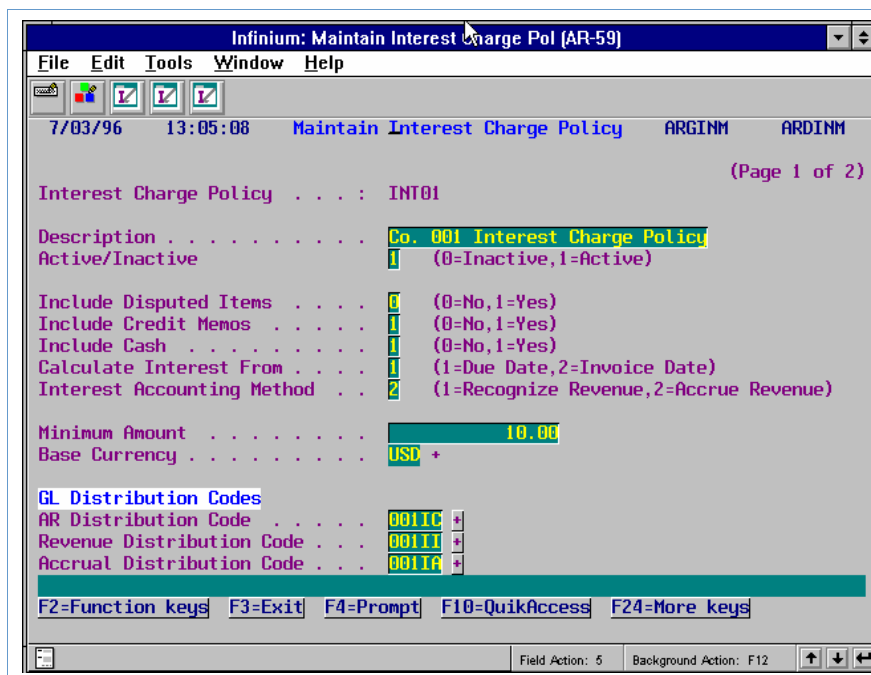 Infinium: Maintain Interest Charge Pol (AR-59)
File Edit Tools Window Help
7/03/96 13:05:08 Maintain Interest Charge Policy ARGINM ARDINM
(Page 1 of 2)
Interest Charge Policy . . . : INT01
Description . . . . . . . . . . Co. 001 Interest Charge Policy
Active/Inactive 1 (0=Inactive,1=Active)
Include Disputed Items . . . . 0 (0=No,1=Yes)
Include Credit Memos . . . . . 1 (0=No,1=Yes)
Include Cash . . . . . . . . . 1 (0=No,1=Yes)
Calculate Interest From . . . . 1 (1=Due Date,2=Invoice Date)
Interest Accounting Method . . 2 (1=Recognize Revenue,2=Accrue Revenue)
Minimum Amount . . . . . . . . 10.00
Base Currency . . . . . . . . . USD +
GL Distribution Codes
AR Distribution Code . . . . . 001IC +
Revenue Distribution Code . . . 001II +
Accrual Distribution Code . . . 001IA +
F2=Function keys F3=Exit F4=Prompt F10=QuikAccess F24=More keys
Field Action: 5 Background Action: F12